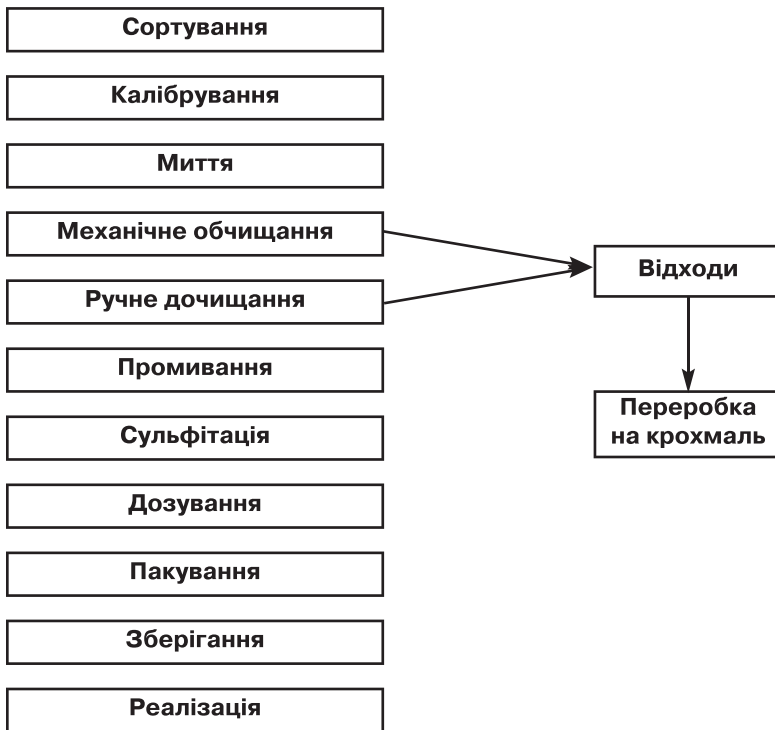 Сортування
Калібрування
Миття
Механічне обчищання
Ручне дочищання
Промивання
Сульфітація
Дозування
Пакування
Зберігання
Реалізація
Відходи
Переробка
на крохмаль